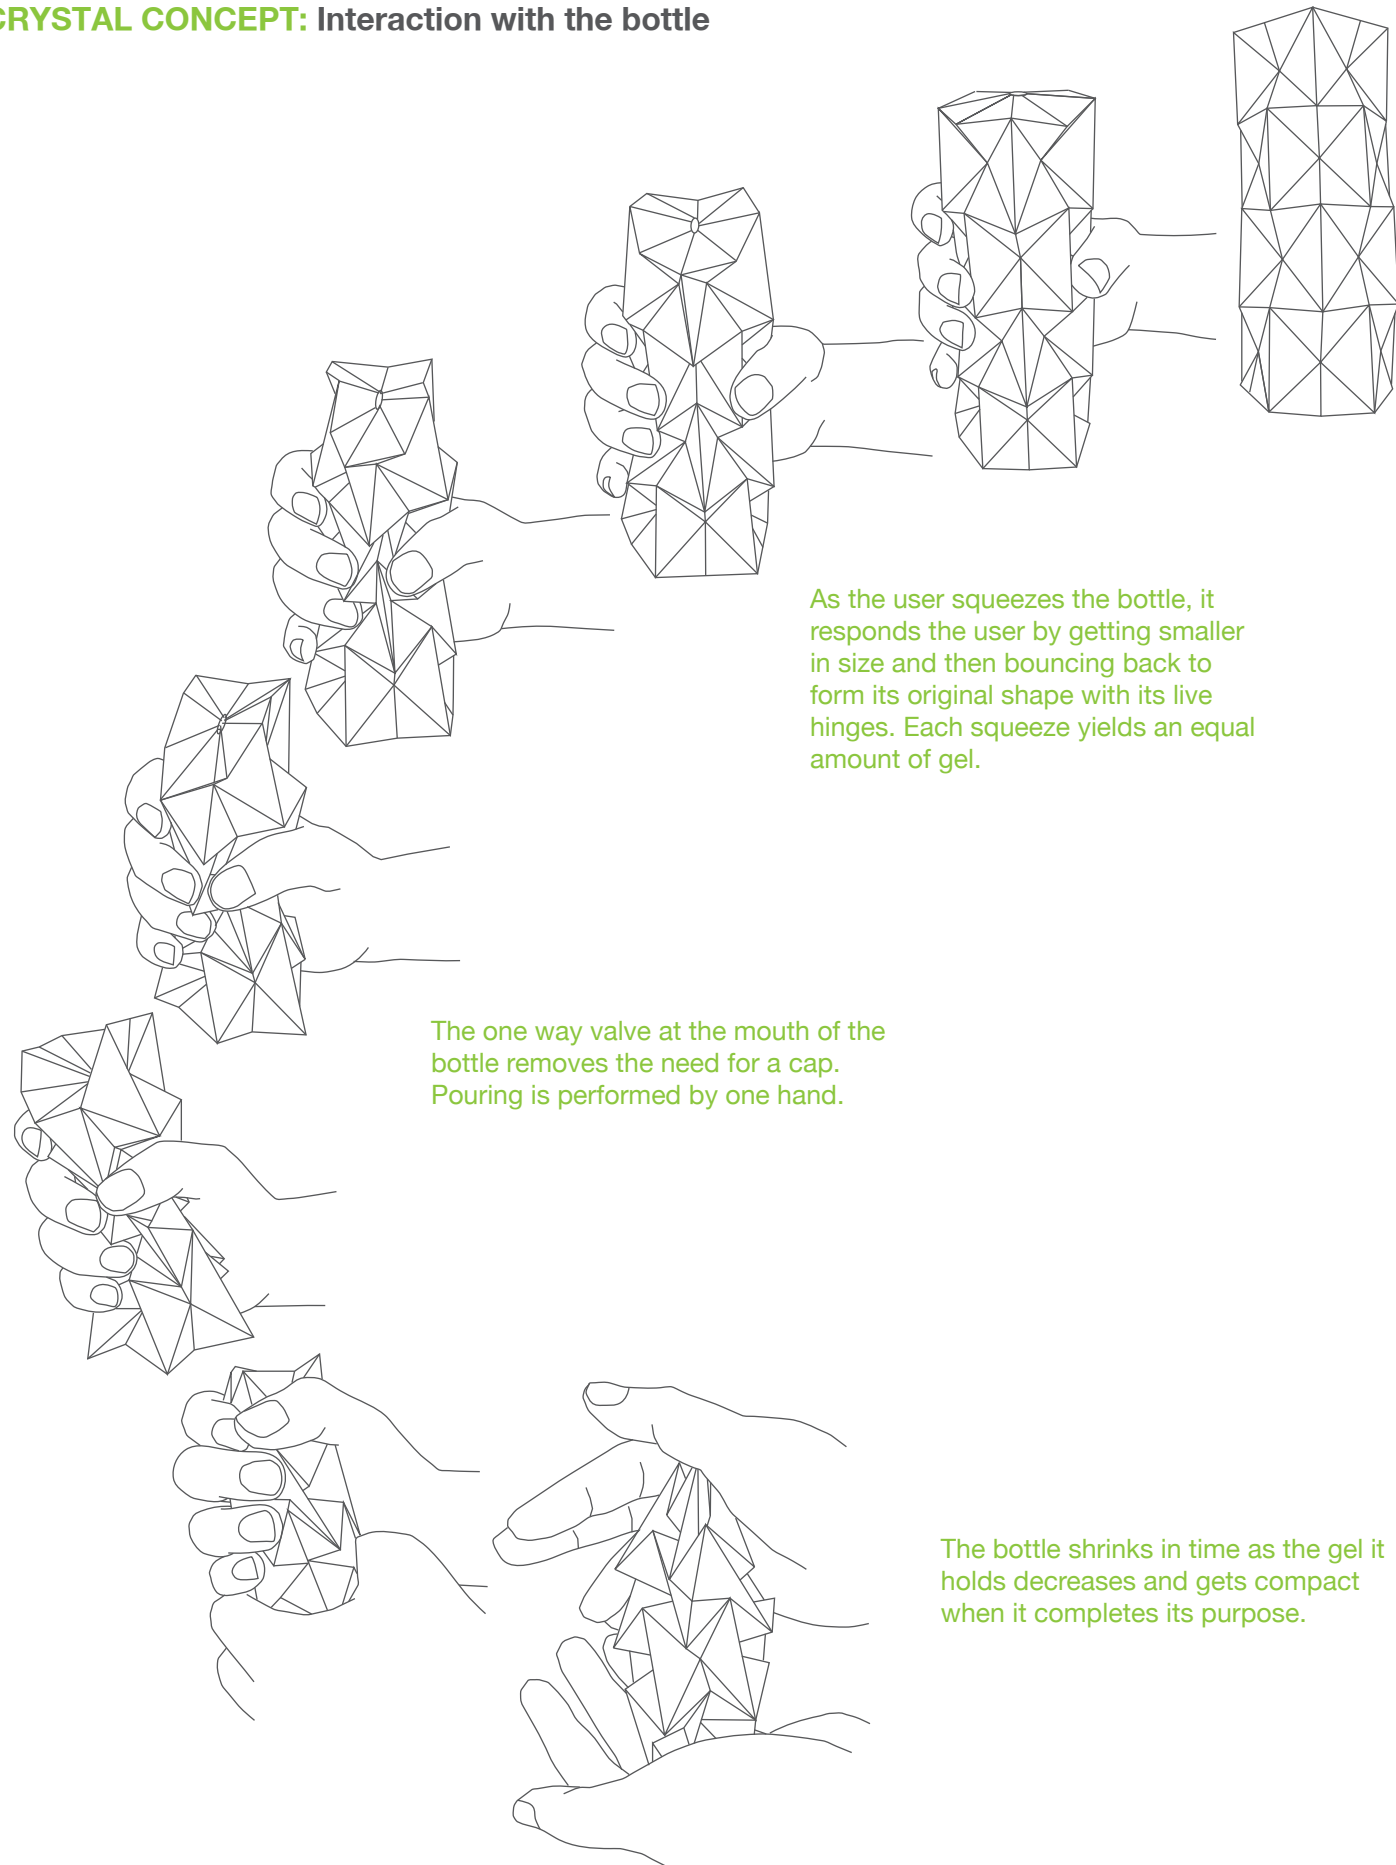 CRYSTAL CONCEPT: Interaction with the bottle
As the user squeezes the bottle, it
responds the user by getting smaller
in size and then bouncing back to
form its original shape with its live
hinges. Each squeeze yields an equal
amount of gel.
The one way valve at the mouth of the
bottle removes the need for a cap.
Pouring is performed by one hand.
The bottle shrinks in time as the gel it
holds decreases and gets compact
when it completes its purpose.